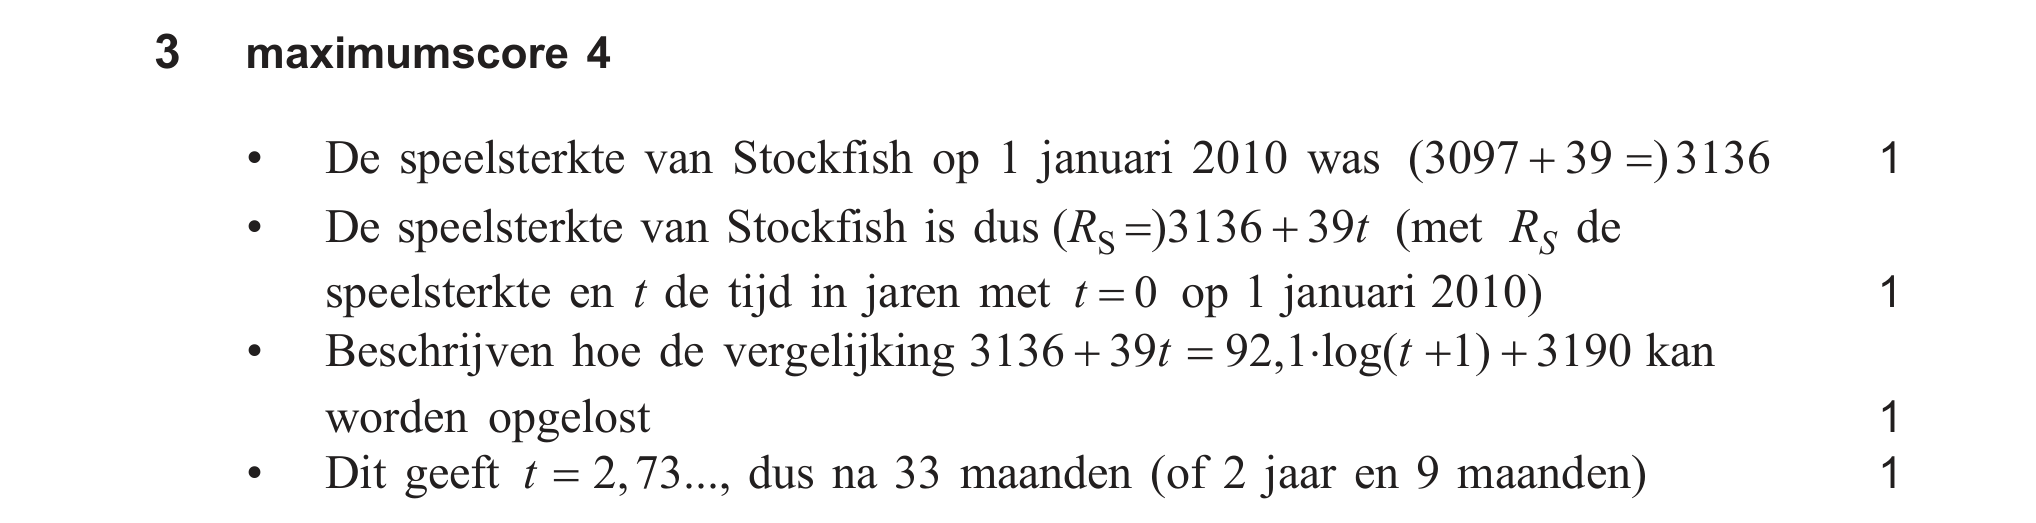 3 maximumscore 4
• De speelsterkte van Stockfish op 1 januari 2010 was (3097 + 39 =) 3136 1
• De speelsterkte van Stockfish is dus (R_S =)3136 + 39t (met R_S de
speelsterkte en t de tijd in jaren met t = 0 op 1 januari 2010) 1
• Beschrijven hoe de vergelijking 3136 + 39t = 92,1·log(t +1) + 3190 kan
worden opgelost 1
• Dit geeft t = 2,73..., dus na 33 maanden (of 2 jaar en 9 maanden) 1